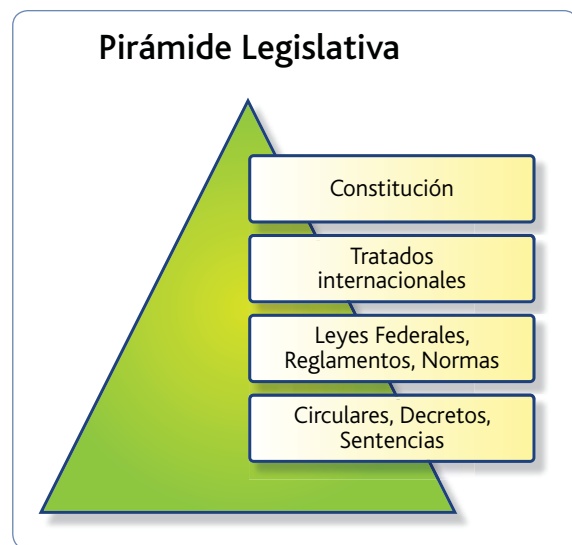 Pirámide Legislativa
Constitución
Tratados
internacionales
Leyes Federales,
Reglamentos, Normas
Circulares, Decretos,
Sentencias